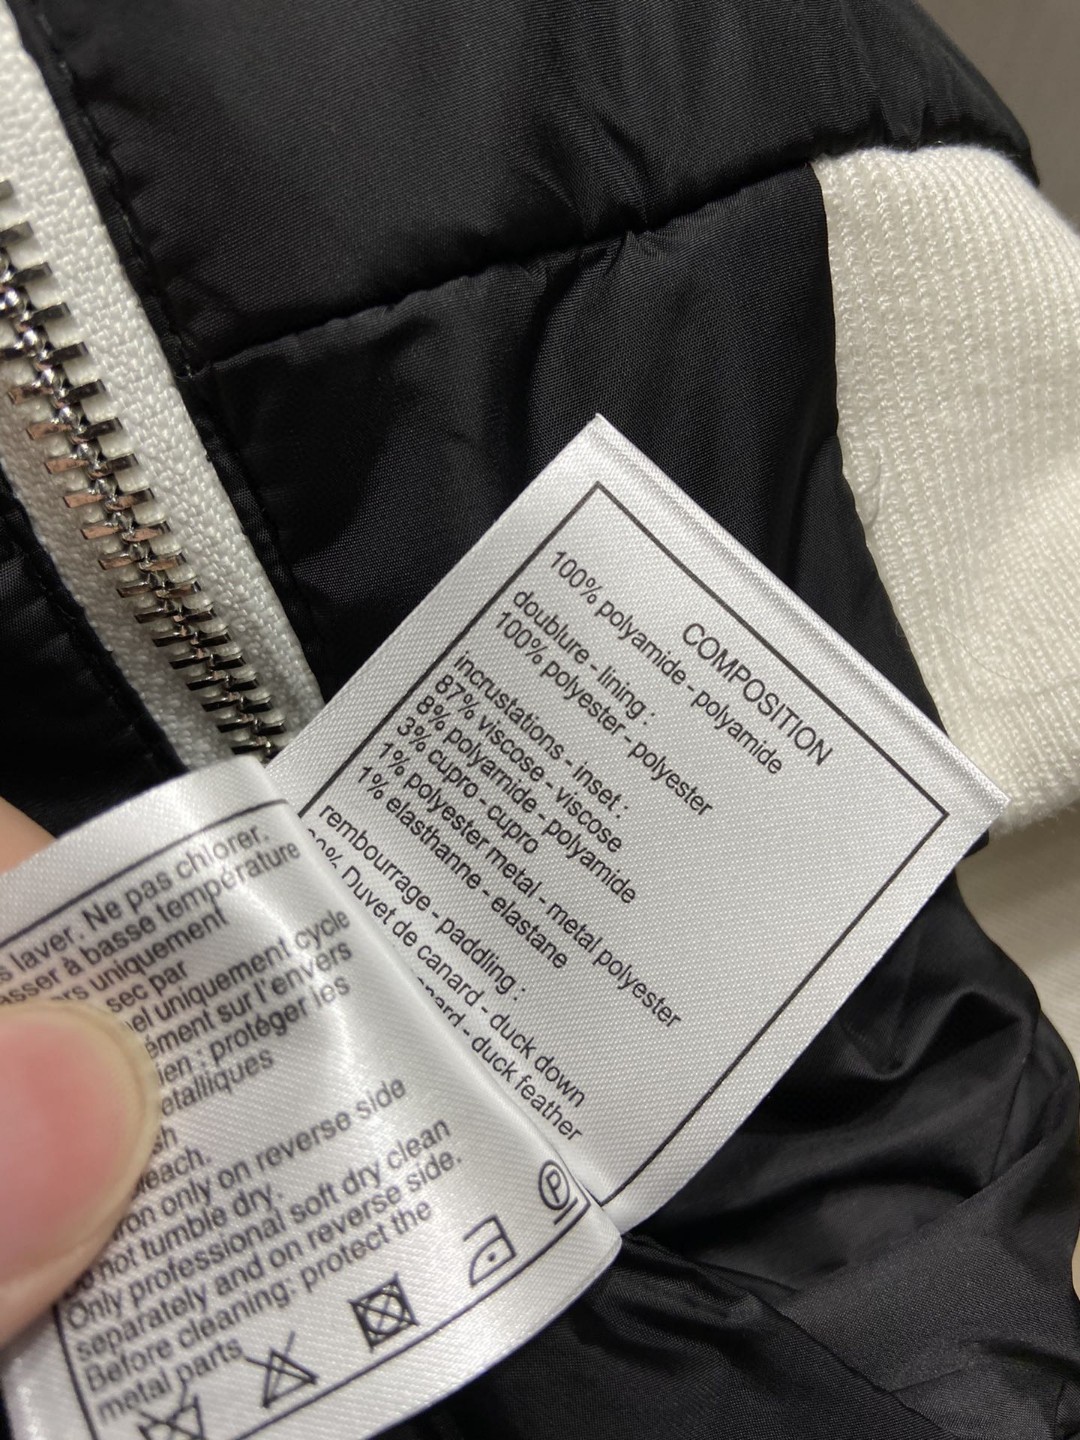 COMPOSITION
100% polyamide - polyamide
doublure - lining :
100% polyester - polyester
incrustations - inset :
87% viscose - viscose
8% polyamide - polyamide
3% cupro - cupro
1% polyester metal - metal polyester
1% elasthanne - elastane
rembourrage - padding :
Duvet de canard - duck down
- duck feather
laver. Ne pas chlorer.
à basse température
uniquement
sec par
uniquement cycle
sur l'envers
: protéger les
only on reverse side
not tumble dry.
Only professional soft dry clean
separately and on reverse side.
Before cleaning: protect the
metal parts
P